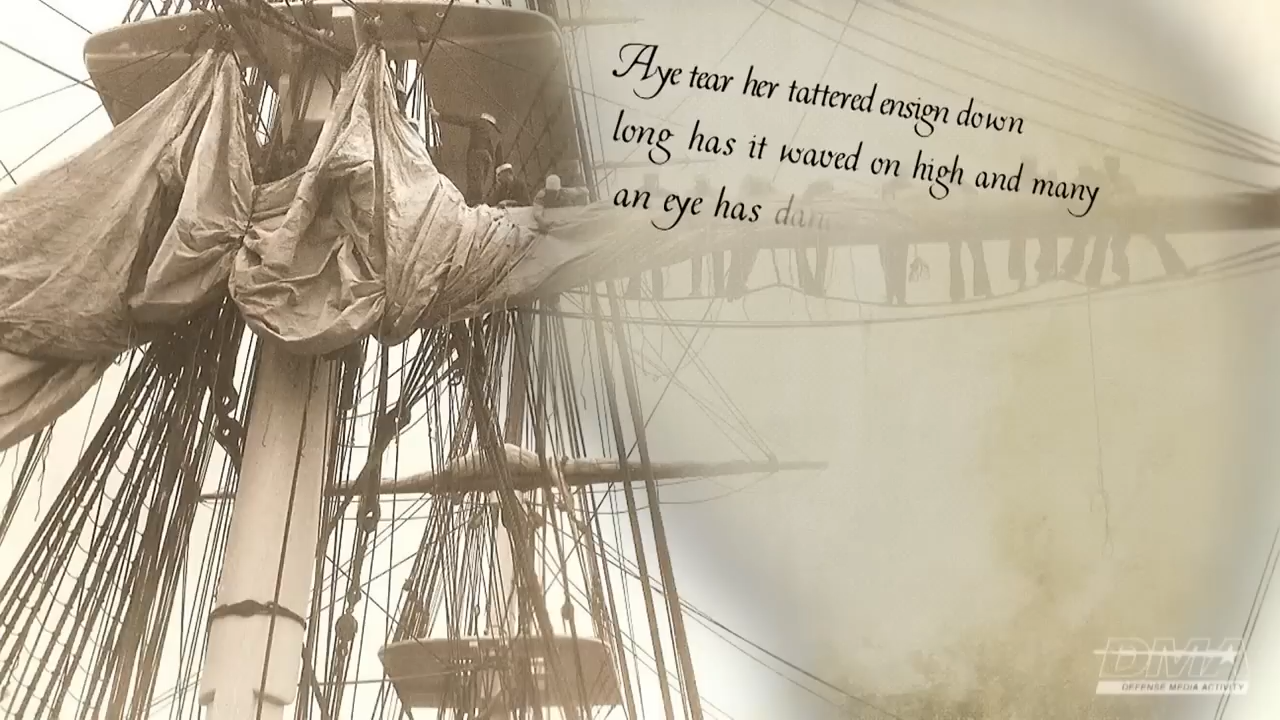 Aye tear her tattered ensign down
long has it waved on high and many
an eye has
DMA
DEFENSE MEDIA ACTIVITY